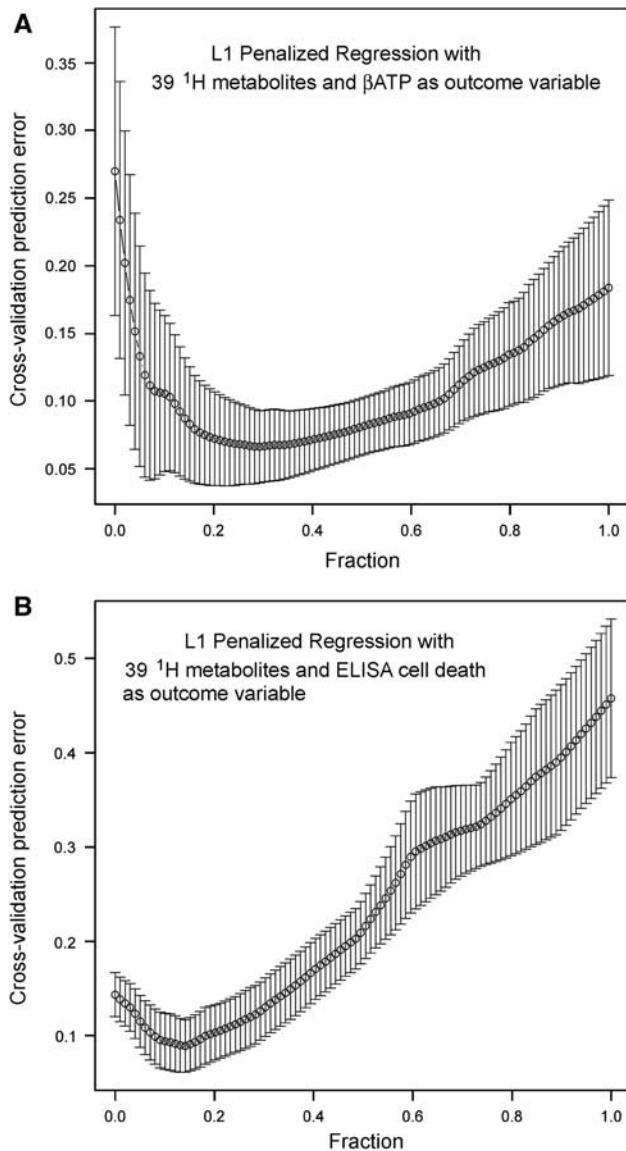 A
L1 Penalized Regression with
39 ¹H metabolites and βATP as outcome variable
Cross-validation prediction error
0.35
0.30
0.25
0.20
0.15
0.10
0.05
0.0 0.2 0.4 0.6 0.8 1.0
Fraction
B
L1 Penalized Regression with
39 ¹H metabolites and ELISA cell death
as outcome variable
Cross-validation prediction error
0.5
0.4
0.3
0.2
0.1
0.0 0.2 0.4 0.6 0.8 1.0
Fraction